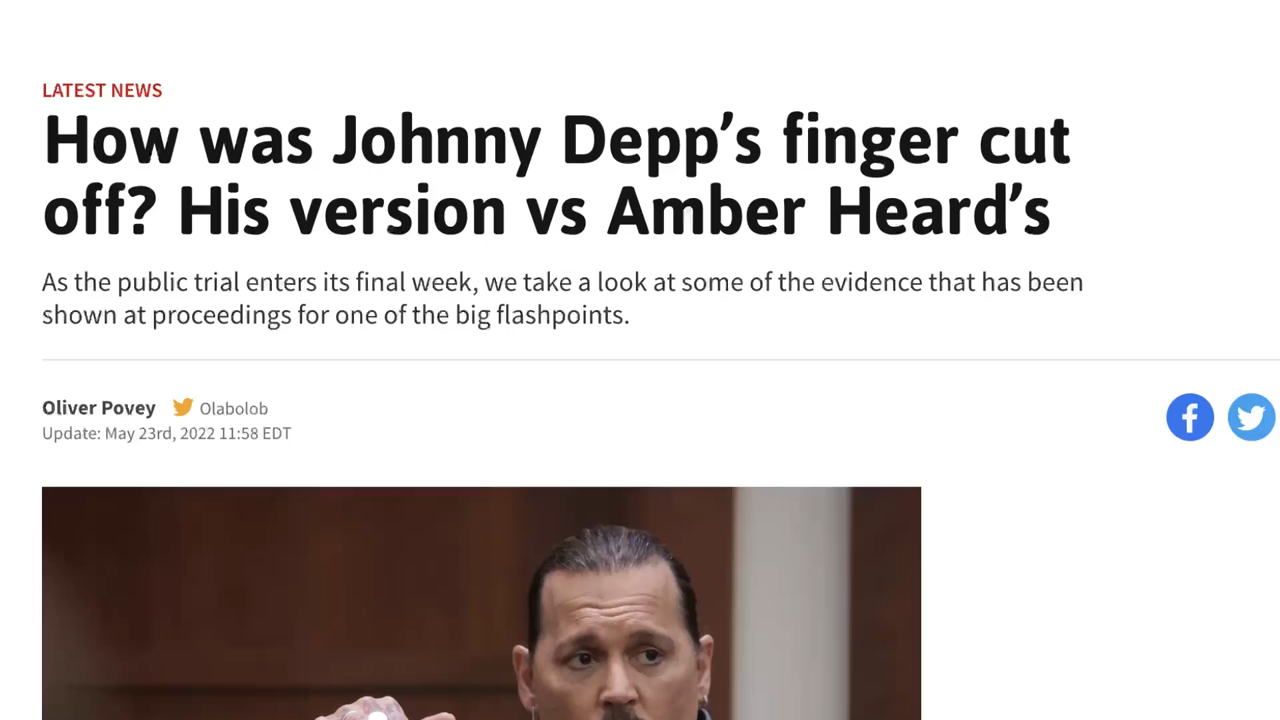 LATEST NEWS
How was Johnny Depp’s finger cut
off? His version vs Amber Heard’s
As the public trial enters its final week, we take a look at some of the evidence that has been
shown at proceedings for one of the big flashpoints.
Oliver Povey Olabolob
Update: May 23rd, 2022 11:58 EDT